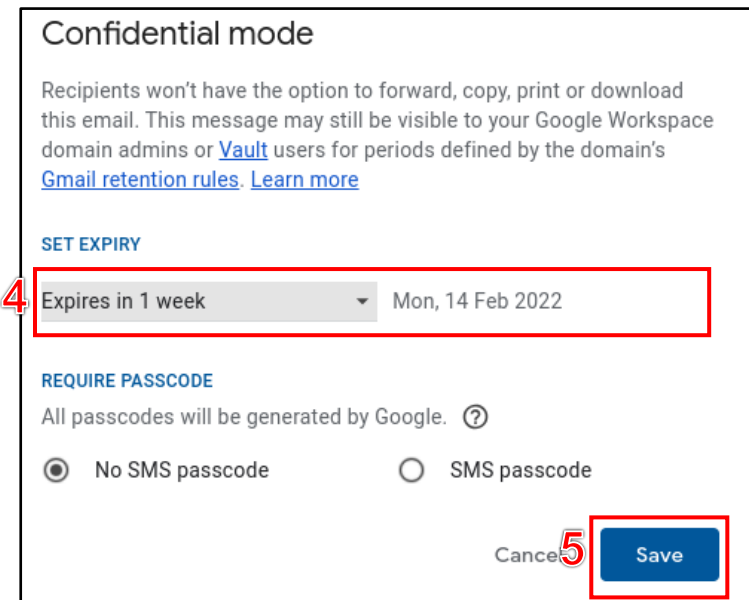 Confidential mode
Recipients won't have the option to forward, copy, print or download
this email. This message may still be visible to your Google Workspace
domain admins or Vault users for periods defined by the domain's
Gmail retention rules. Learn more
SET EXPIRY
4
Expires in 1 week Mon, 14 Feb 2022
REQUIRE PASSCODE
All passcodes will be generated by Google. ?
No SMS passcode SMS passcode
Cancel 5 Save